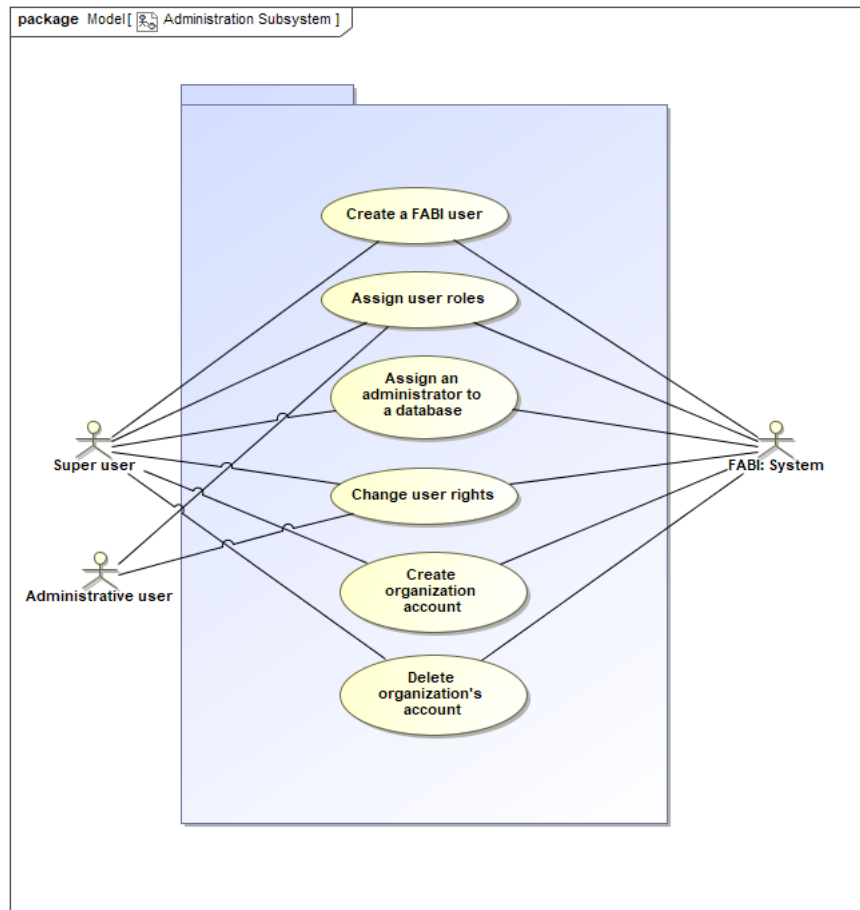 package Model[ Administration Subsystem ]
Create a FABI user
Assign user roles
Assign an
administrator to
a database
Super user
FABI: System
Change user rights
Administrative user
Create
organization
account
Delete
organization's
account